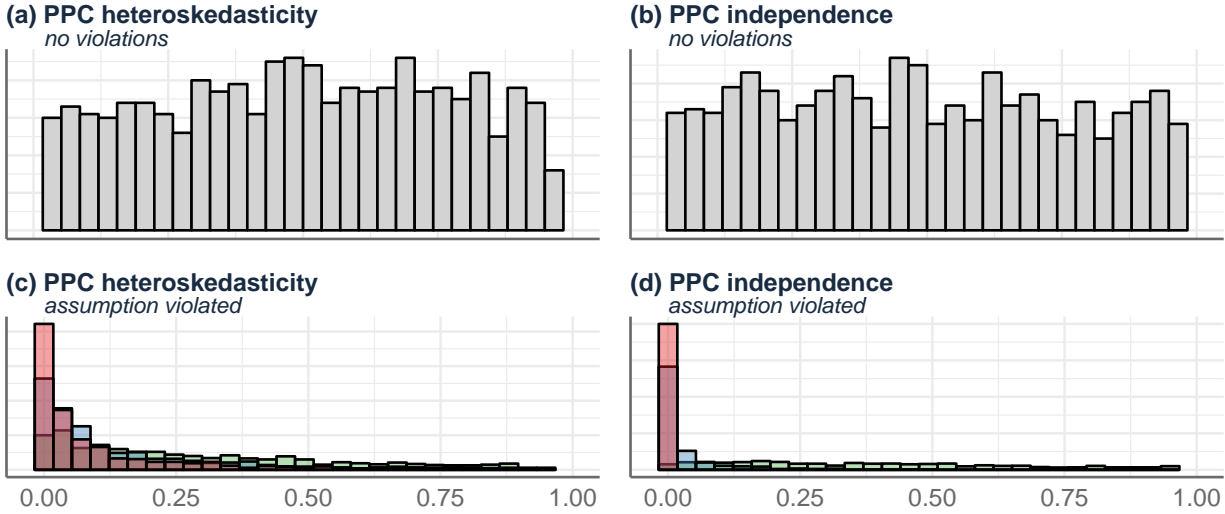 (a) PPC heteroskedasticity
no violations
(b) PPC independence
no violations
(c) PPC heteroskedasticity
assumption violated
(d) PPC independence
assumption violated
0.00 0.25 0.50 0.75 1.00
0.00 0.25 0.50 0.75 1.00